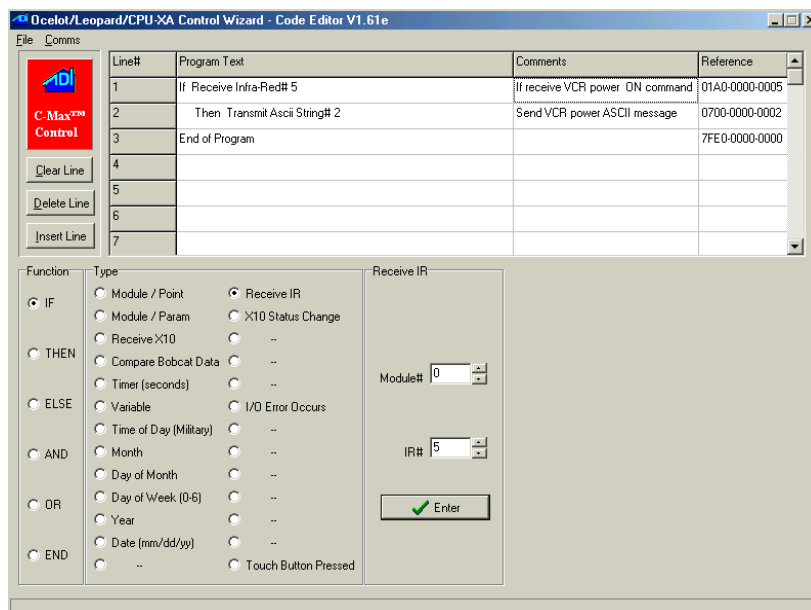 Ocelot/Leopard/CPU-XA Control Wizard - Code Editor V1.61e
File Comms
ADI
C-Max™
Control
Clear Line
Delete Line
Insert Line
Line# Program Text Comments Reference
1 If Receive Infra-Red# 5 If receive VCR power ON command 01A0-0000-0005
2 Then Transmit Ascii String# 2 Send VCR power ASCII message 0700-0000-0002
3 End of Program 7FE0-0000-0000
4
5
6
7
Function
IF
THEN
ELSE
AND
OR
END
Type
Module / Point Receive IR
Module / Param X10 Status Change
Receive X10 --
Compare Bobcat Data --
Timer (seconds) --
Variable I/O Error Occurs
Time of Day (Military) --
Month --
Day of Month --
Day of Week (0-6) --
Year --
Date (mm/dd/yy) --
-- Touch Button Pressed
Receive IR
Module# 0
IR# 5
Enter